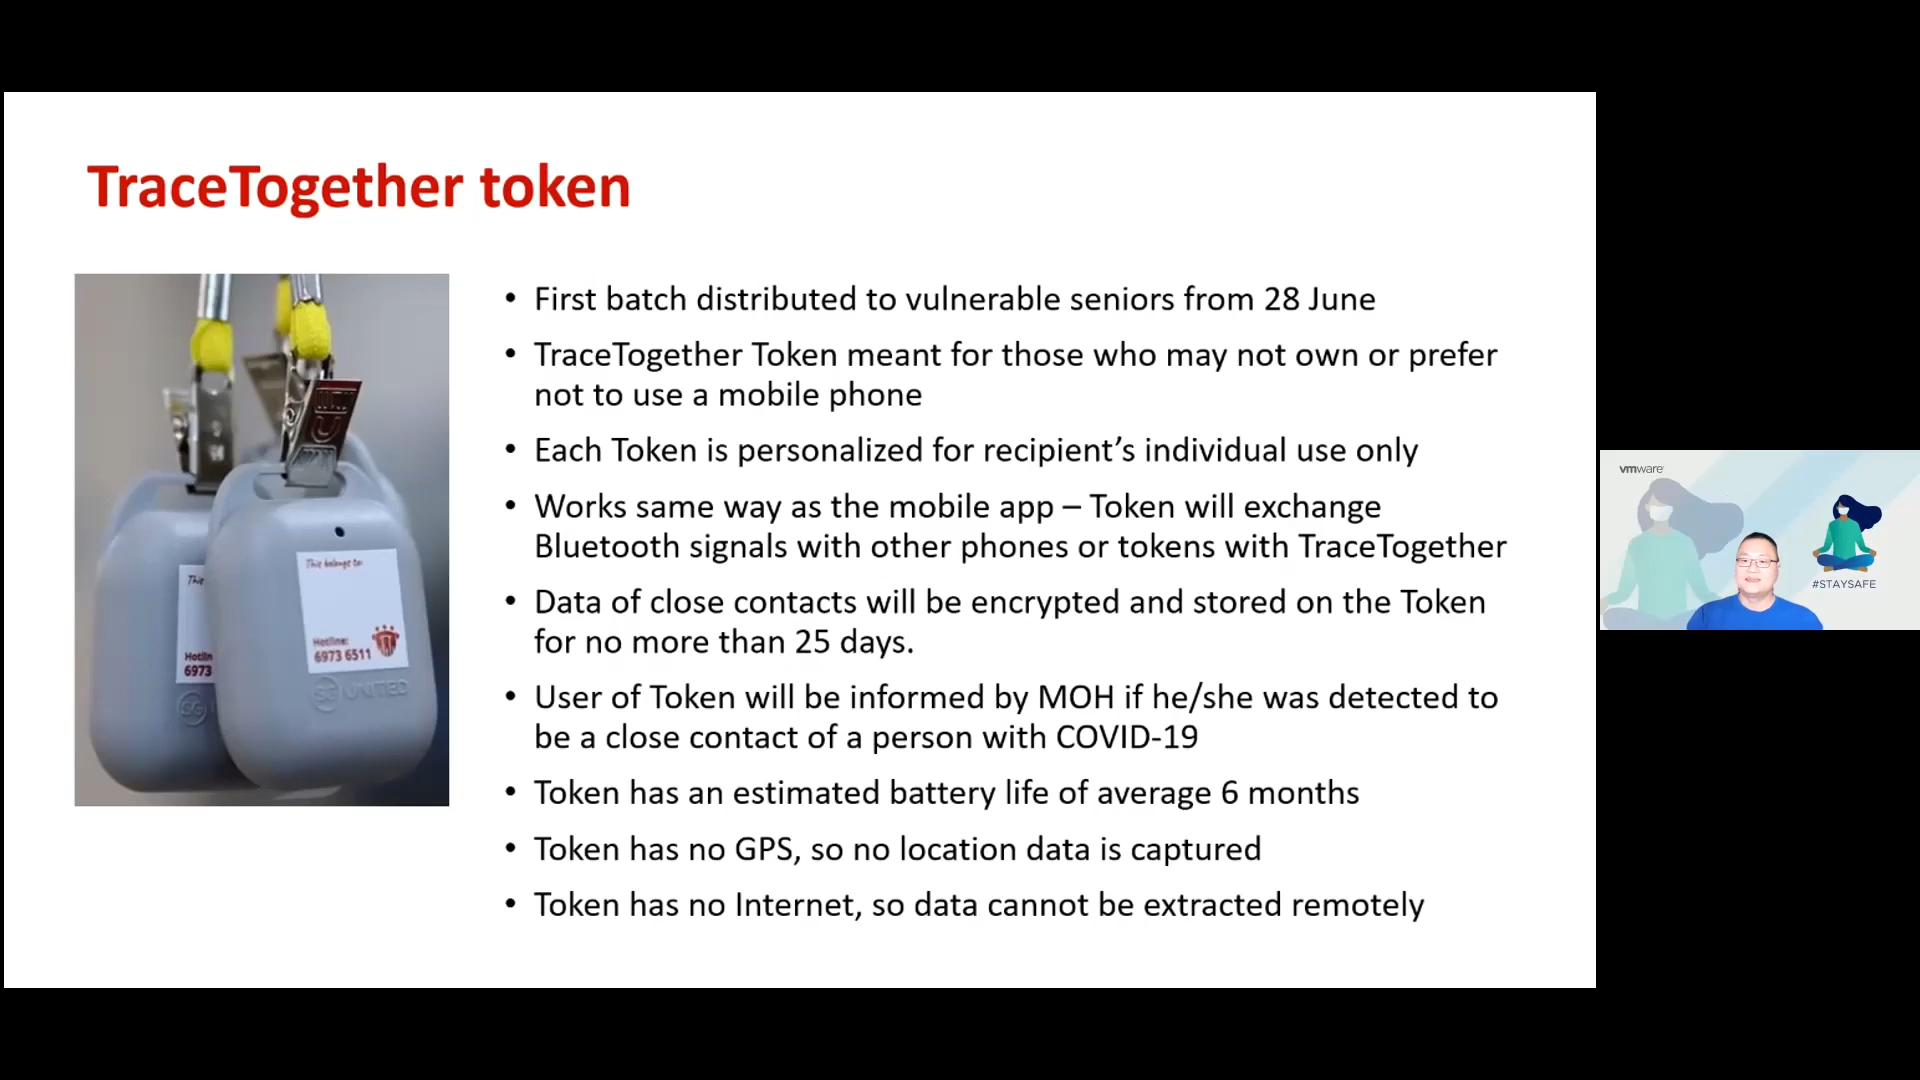 TraceTogether token
• First batch distributed to vulnerable seniors from 28 June
• TraceTogether Token meant for those who may not own or prefer
not to use a mobile phone
• Each Token is personalized for recipient’s individual use only
• Works same way as the mobile app – Token will exchange
Bluetooth signals with other phones or tokens with TraceTogether
• Data of close contacts will be encrypted and stored on the Token
for no more than 25 days.
• User of Token will be informed by MOH if he/she was detected to
be a close contact of a person with COVID-19
• Token has an estimated battery life of average 6 months
• Token has no GPS, so no location data is captured
• Token has no Internet, so data cannot be extracted remotely
This
Hotlin
6973
SG
This belongs to:
Hotline:
6973 6511
SG UNITED
vmware
#STAYSAFE